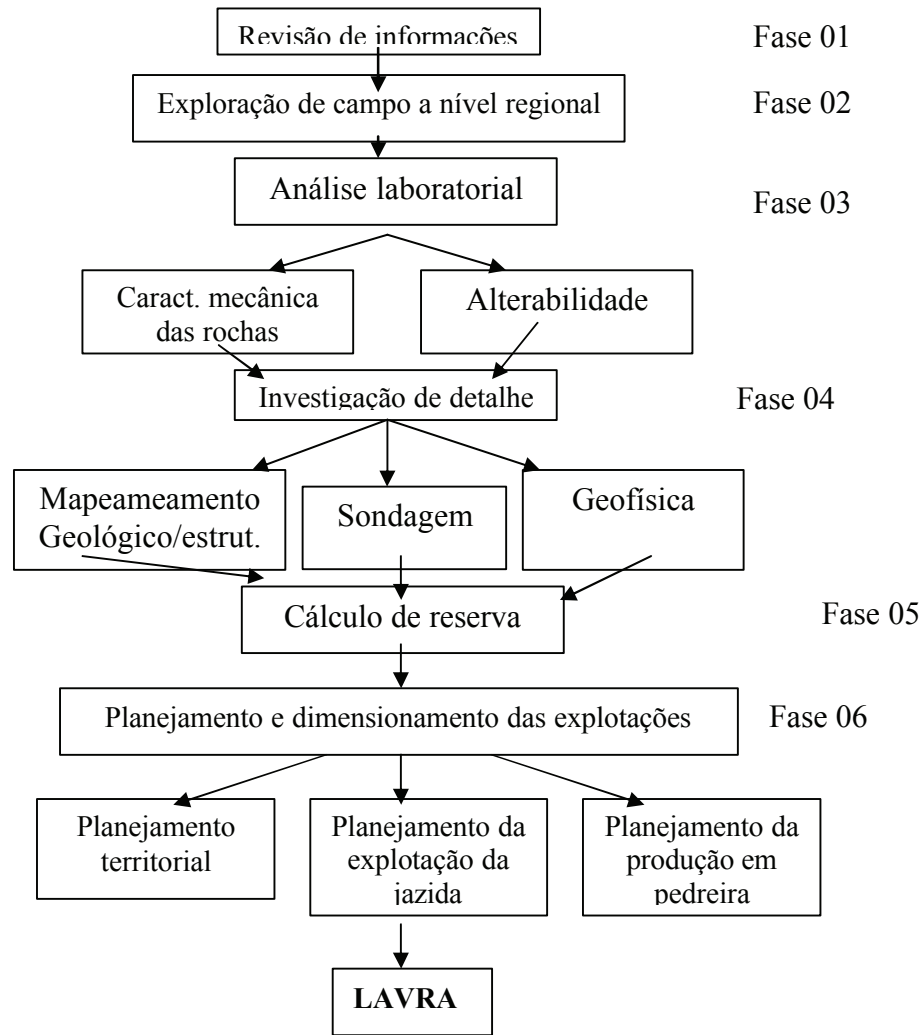 Revisão de informações Fase 01
Exploração de campo a nível regional Fase 02
Análise laboratorial Fase 03
Caract. mecânica
das rochas
Alterabilidade
Investigação de detalhe Fase 04
Mapeameamento
Geológico/estrut.
Sondagem
Geofísica
Cálculo de reserva Fase 05
Planejamento e dimensionamento das explotações Fase 06
Planejamento
territorial
Planejamento da
explotação da
jazida
Planejamento da
produção em
pedreira
LAVRA